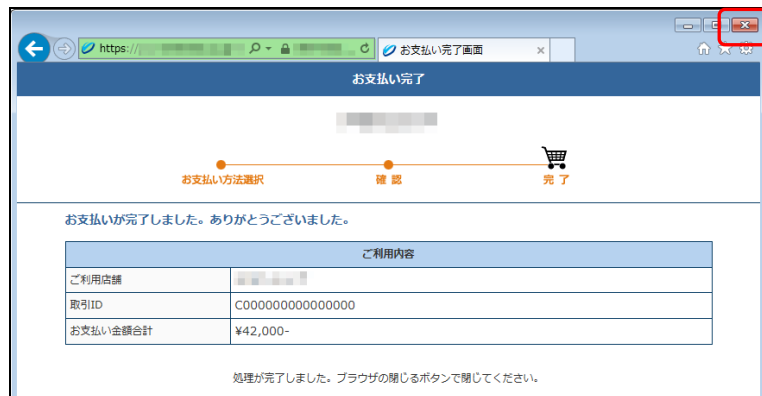 https://
お支払い完了画面
お支払い完了
お支払い方法選択
確 認
完 了
お支払いが完了しました。ありがとうございました。
ご利用内容
ご利用店舗
取引ID C000000000000000
お支払い金額合計 ¥42,000-
処理が完了しました。ブラウザの閉じるボタンで閉じてください。